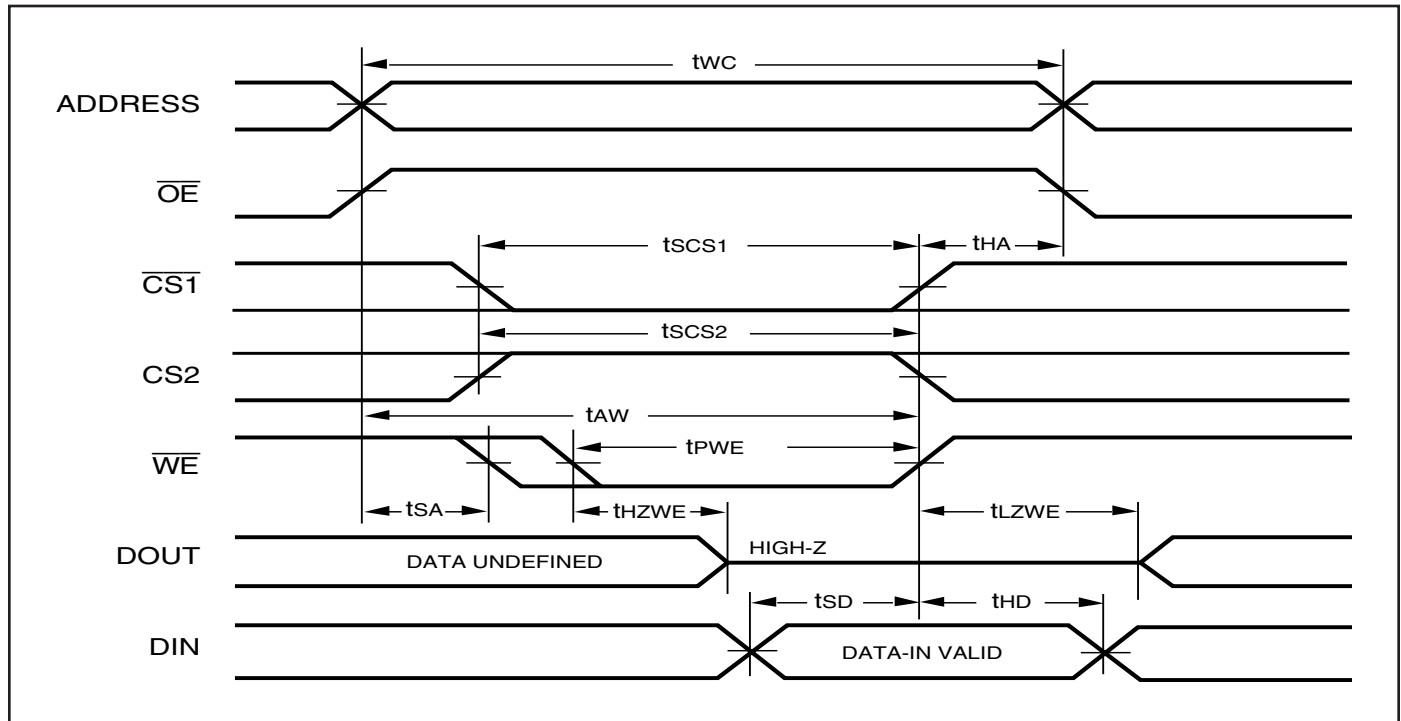 tWC
ADDRESS
OE
tSCS1
tHA
CS1
tSCS2
CS2
tAW
tPWE
WE
tSA
tHZWE
tLZWE
DOUT
DATA UNDEFINED
HIGH-Z
tSD
tHD
DIN
DATA-IN VALID